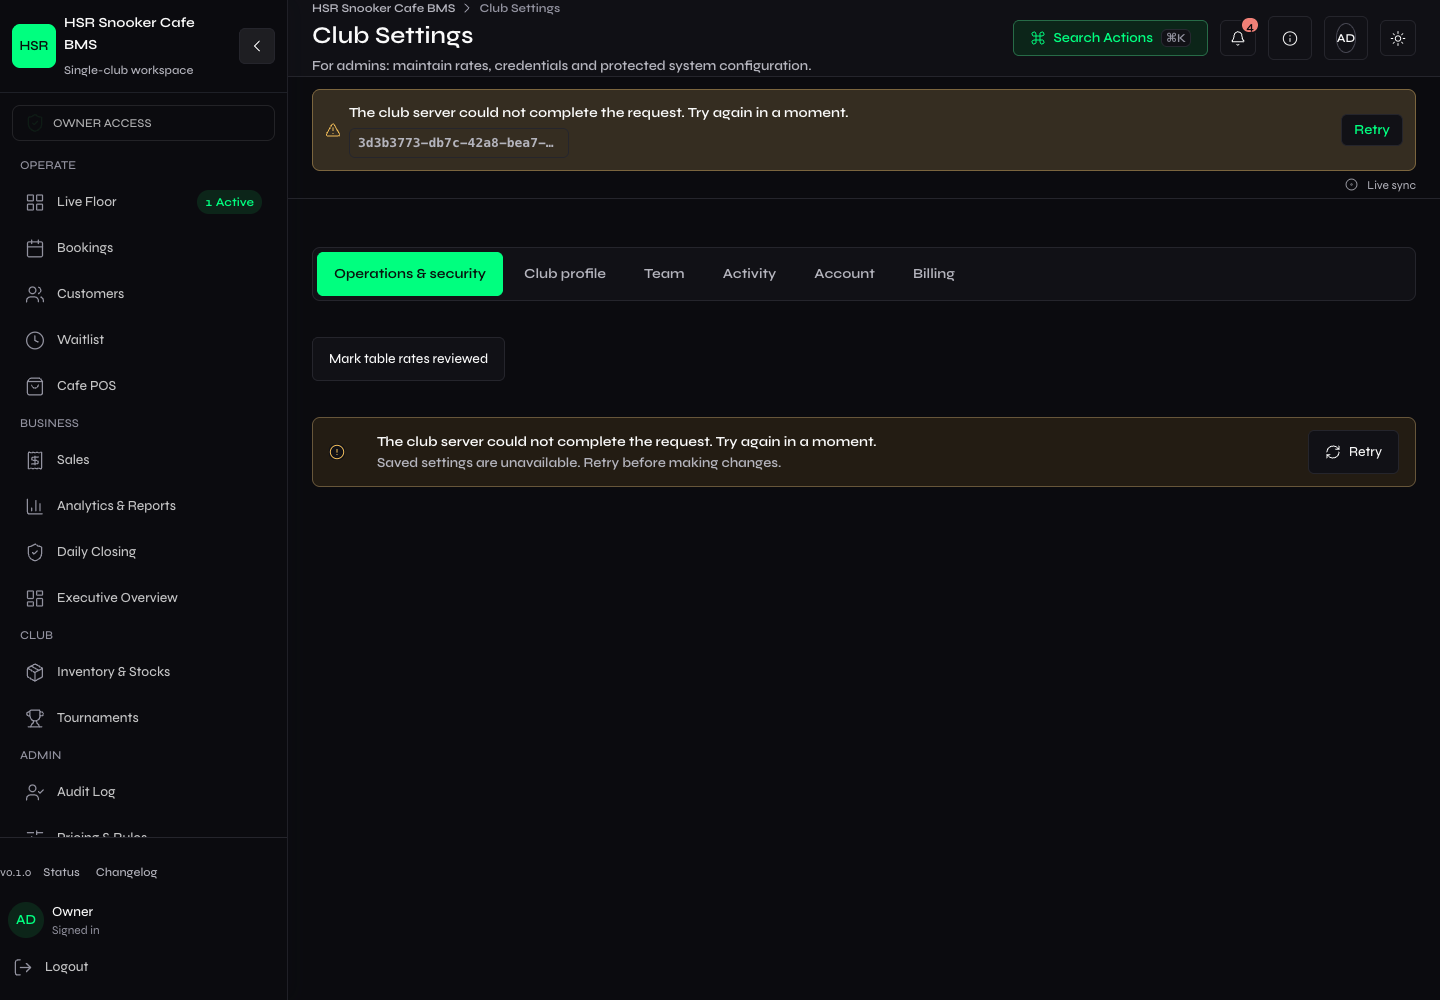 HSR
HSR Snooker Cafe
BMS
Single-club workspace
OWNER ACCESS
OPERATE
Live Floor
1 Active
Bookings
Customers
Waitlist
Cafe POS
BUSINESS
Sales
Analytics & Reports
Daily Closing
Executive Overview
CLUB
Inventory & Stocks
Tournaments
ADMIN
Audit Log
Pricing & Rules
v0.1.0 Status Changelog
AD
Owner
Signed in
Logout
HSR Snooker Cafe BMS > Club Settings
Club Settings
For admins: maintain rates, credentials and protected system configuration.
Search Actions ⌘K
4
AD
The club server could not complete the request. Try again in a moment.
3d3b3773-db7c-42a8-bea7-…
Retry
Live sync
Operations & security Club profile Team Activity Account Billing
Mark table rates reviewed
The club server could not complete the request. Try again in a moment.
Saved settings are unavailable. Retry before making changes.
Retry